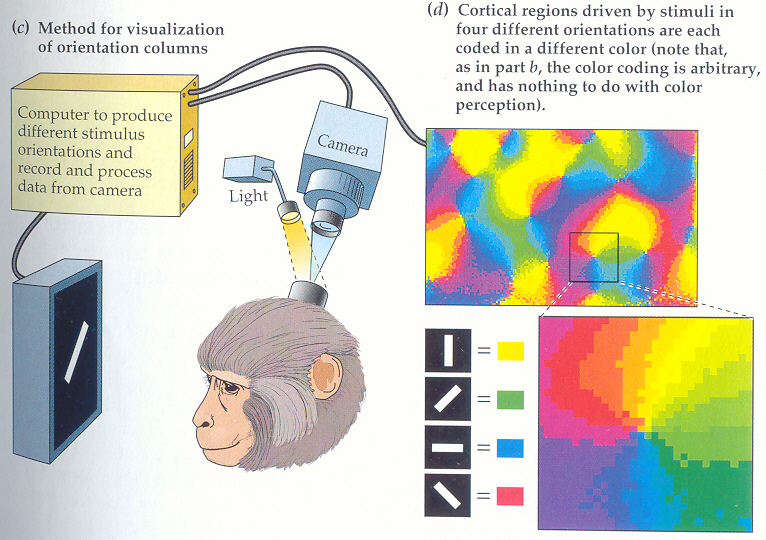 (c) Method for visualization
of orientation columns
Computer to produce
different stimulus
orientations and
record and process
data from camera
Camera
Light
(d) Cortical regions driven by stimuli in
four different orientations are each
coded in a different color (note that,
as in part b, the color coding is arbitrary,
and has nothing to do with color
perception).
=
=
=
=